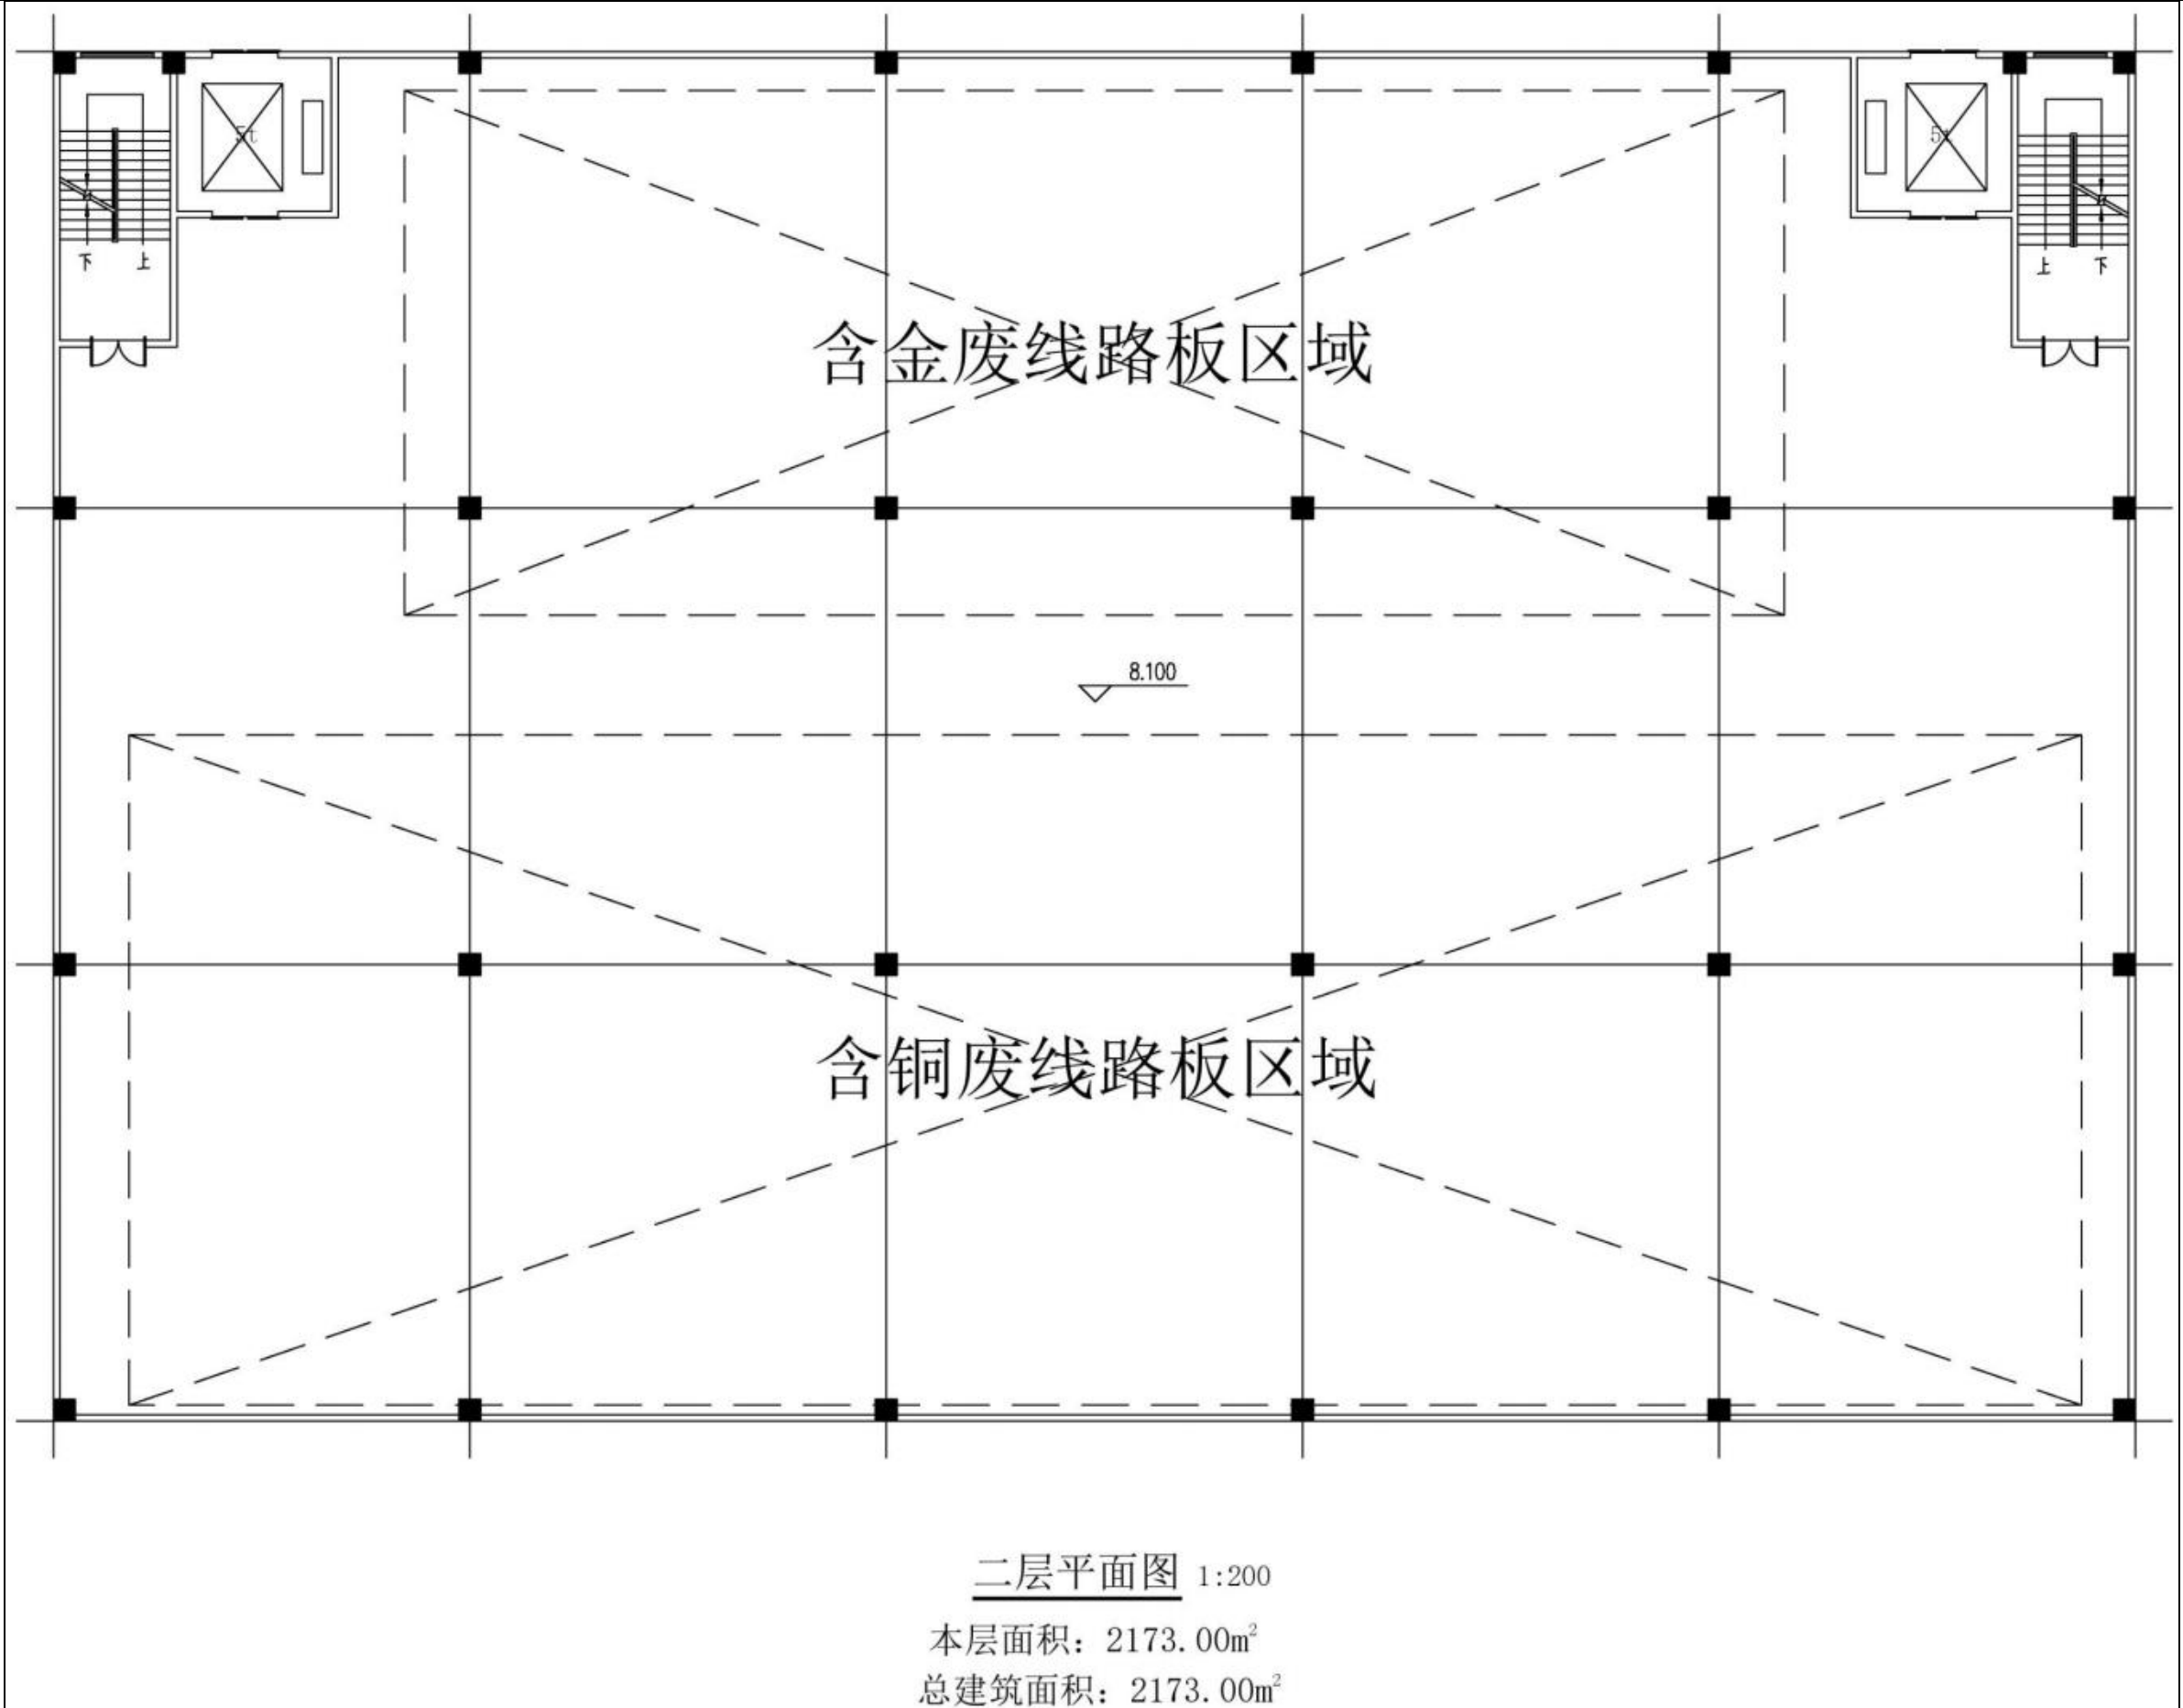 5t
5t
下 上
上 下
含金废线路板区域
8.100
含铜废线路板区域
二层平面图 1:200
本层面积：2173.00m²
总建筑面积：2173.00m²